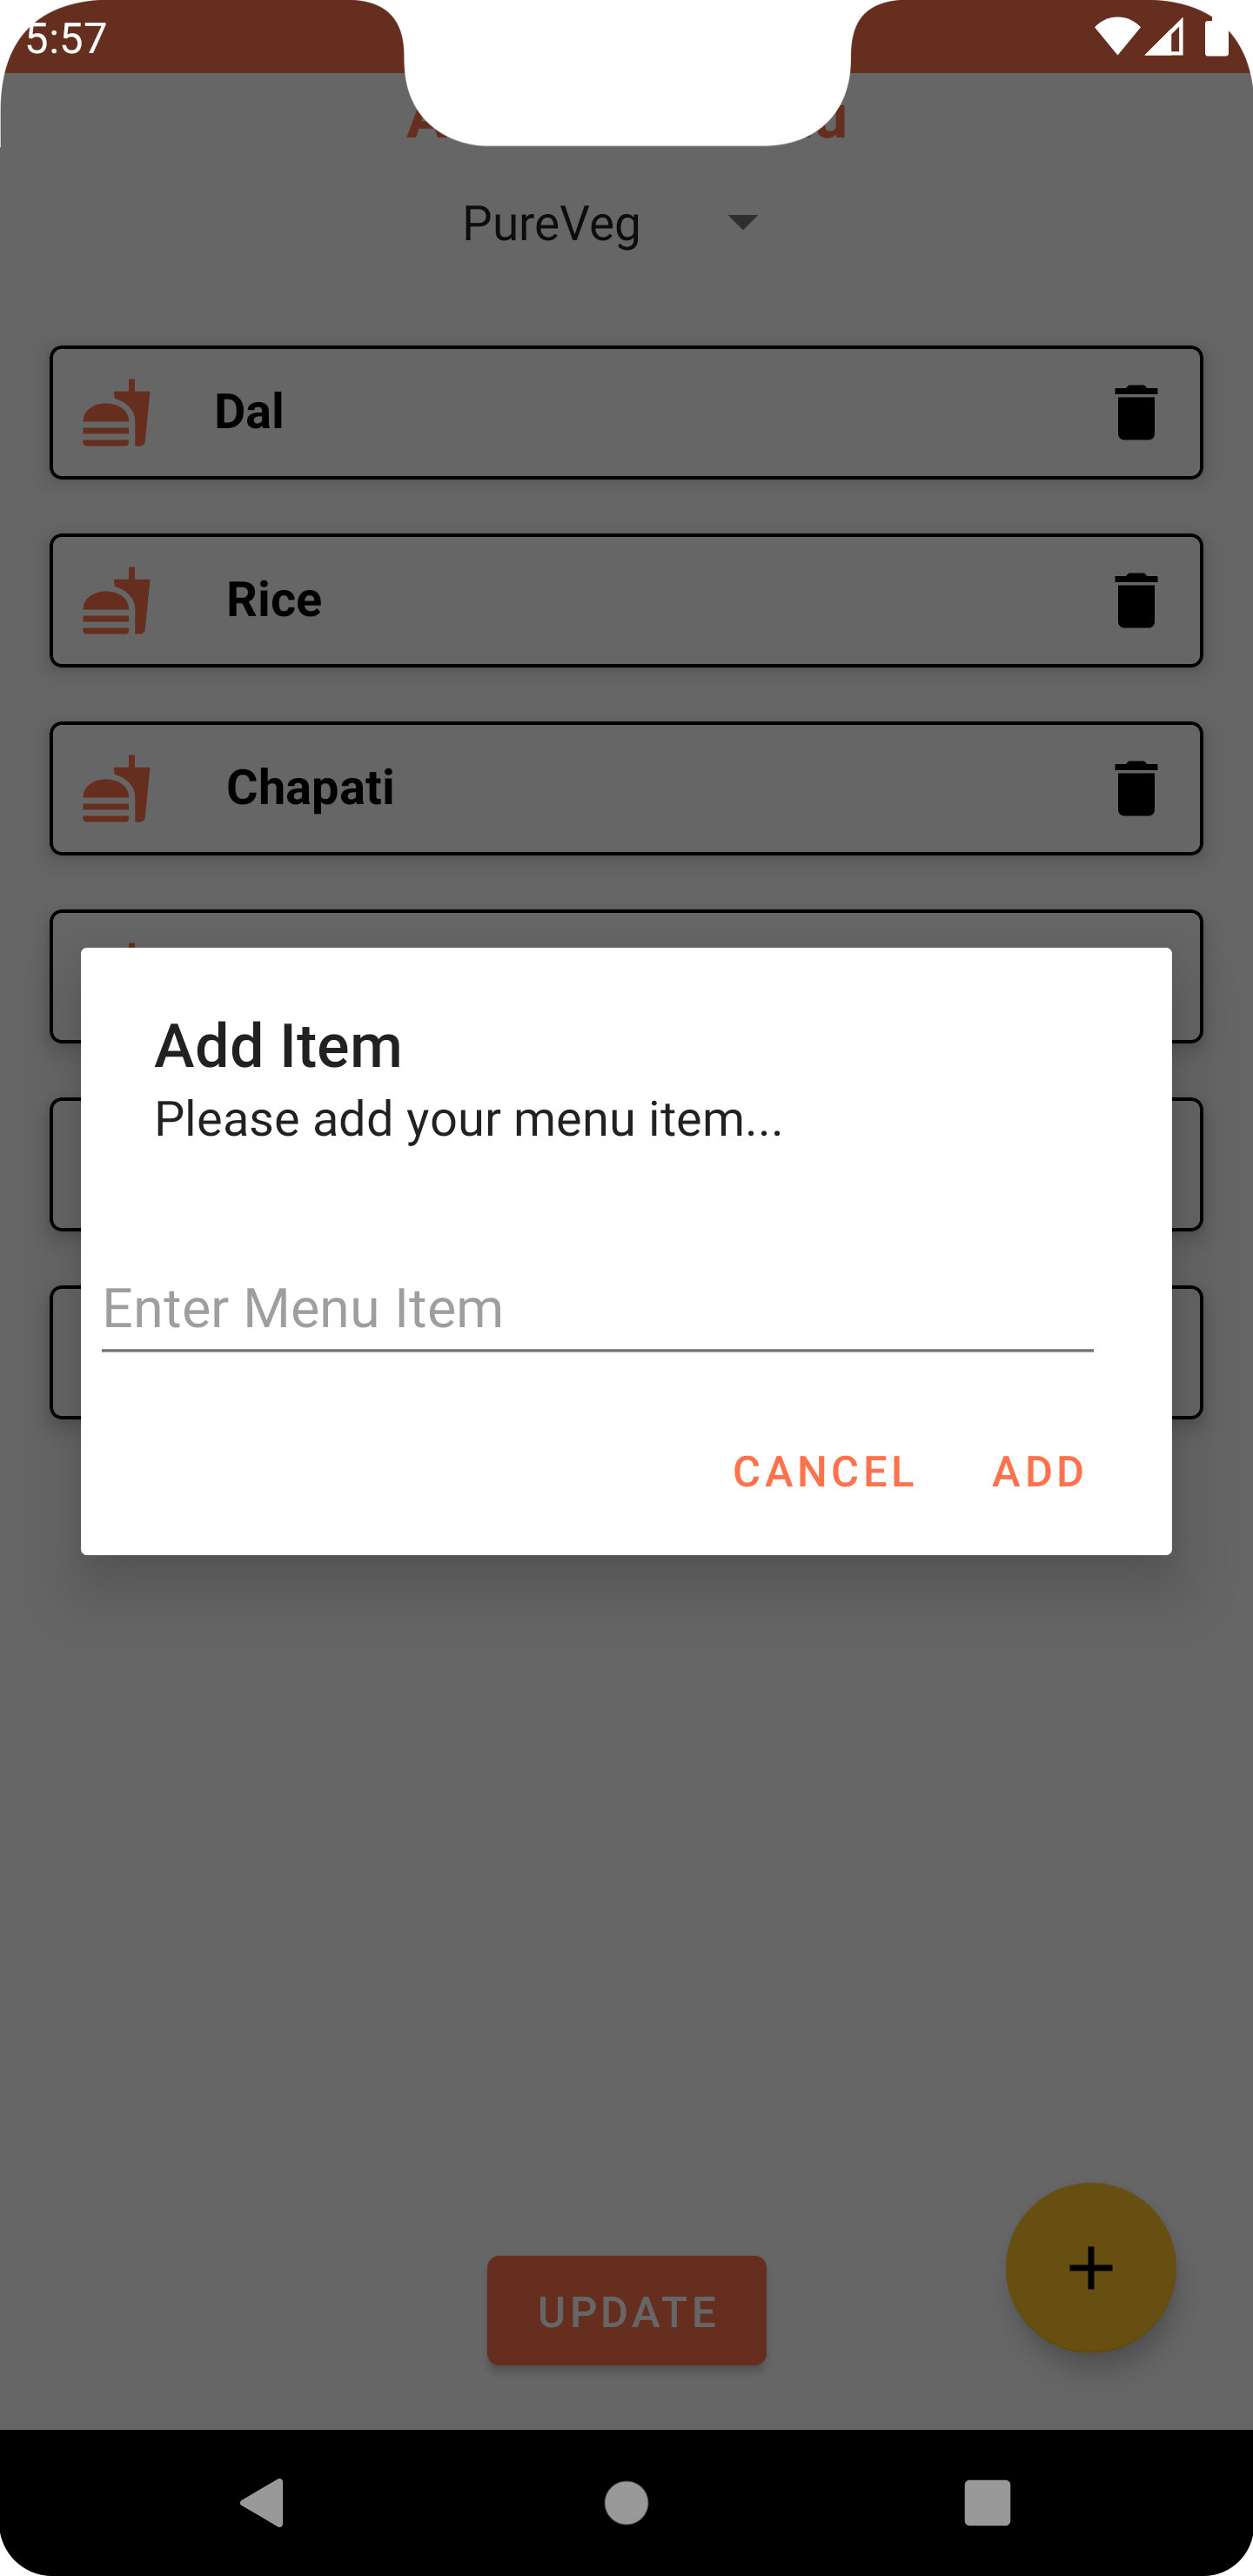 5:57
PureVeg
Dal
Rice
Chapati
Add Item
Please add your menu item...
Enter Menu Item
CANCEL ADD
UPDATE